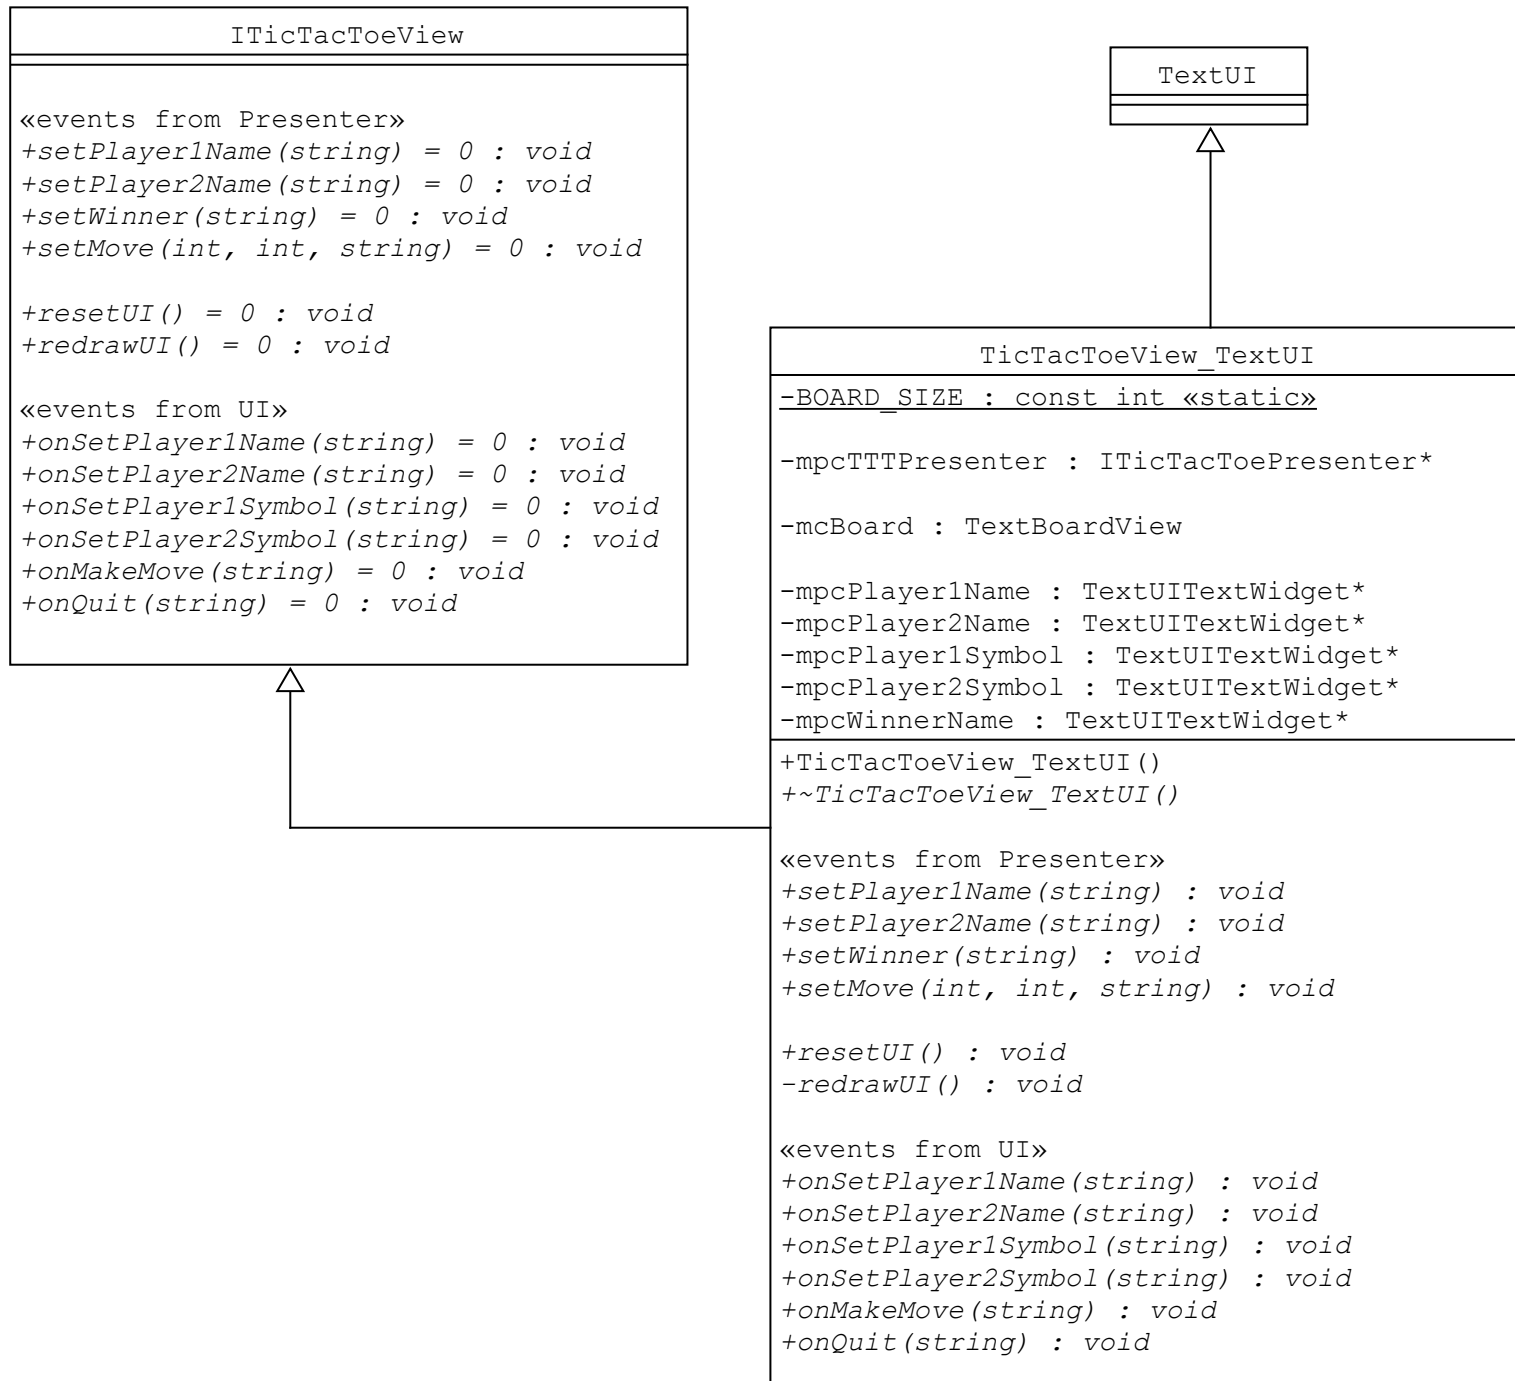 ITicTacToeView
«events from Presenter»
+setPlayer1Name(string) = 0 : void
+setPlayer2Name(string) = 0 : void
+setWinner(string) = 0 : void
+setMove(int, int, string) = 0 : void
+resetUI() = 0 : void
+redrawUI() = 0 : void
«events from UI»
+onSetPlayer1Name(string) = 0 : void
+onSetPlayer2Name(string) = 0 : void
+onSetPlayer1Symbol(string) = 0 : void
+onSetPlayer2Symbol(string) = 0 : void
+onMakeMove(string) = 0 : void
+onQuit(string) = 0 : void
TextUI
TicTacToeView_TextUI
-BOARD_SIZE : const int «static»
-mpcTTTPresenter : ITicTacToePresenter*
-mcBoard : TextBoardView
-mpcPlayer1Name : TextUITextWidget*
-mpcPlayer2Name : TextUITextWidget*
-mpcPlayer1Symbol : TextUITextWidget*
-mpcPlayer2Symbol : TextUITextWidget*
-mpcWinnerName : TextUITextWidget*
+TicTacToeView_TextUI()
+~TicTacToeView_TextUI()
«events from Presenter»
+setPlayer1Name(string) : void
+setPlayer2Name(string) : void
+setWinner(string) : void
+setMove(int, int, string) : void
+resetUI() : void
-redrawUI() : void
«events from UI»
+onSetPlayer1Name(string) : void
+onSetPlayer2Name(string) : void
+onSetPlayer1Symbol(string) : void
+onSetPlayer2Symbol(string) : void
+onMakeMove(string) : void
+onQuit(string) : void